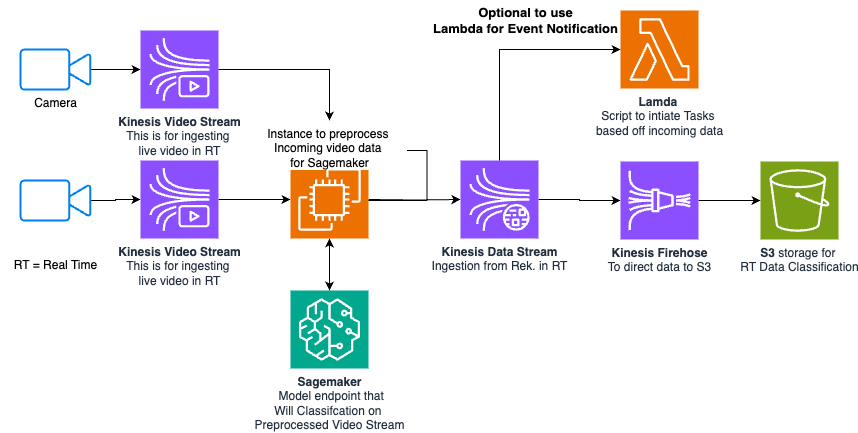 Optional to use
Lambda for Event Notification
Camera
Kinesis Video Stream
This is for ingesting
live video in RT
Lamda
Script to intiate Tasks
based off incoming data
Instance to preprocess
Incoming video data
for Sagemaker
Kinesis Video Stream
This is for ingesting
live video in RT
RT = Real Time
Kinesis Data Stream
Ingestion from Rek. in RT
Kinesis Firehose
To direct data to S3
S3 storage for
RT Data Classification
Sagemaker
Model endpoint that
Will Classifcation on
Preprocessed Video Stream